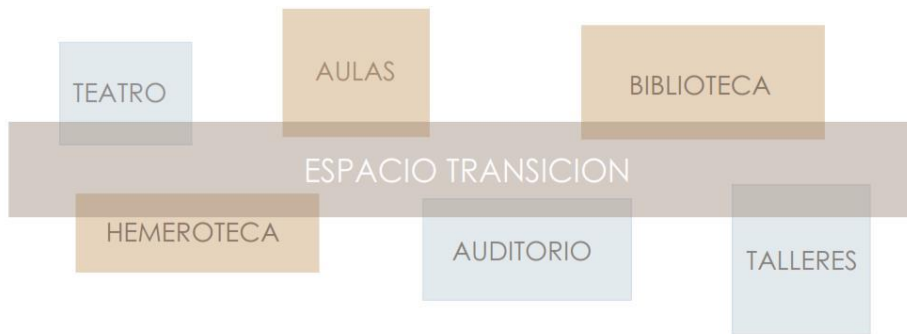 TEATRO
AULAS
BIBLIOTECA
ESPACIO TRANSICION
HEMEROTECA
AUDITORIO
TALLERES